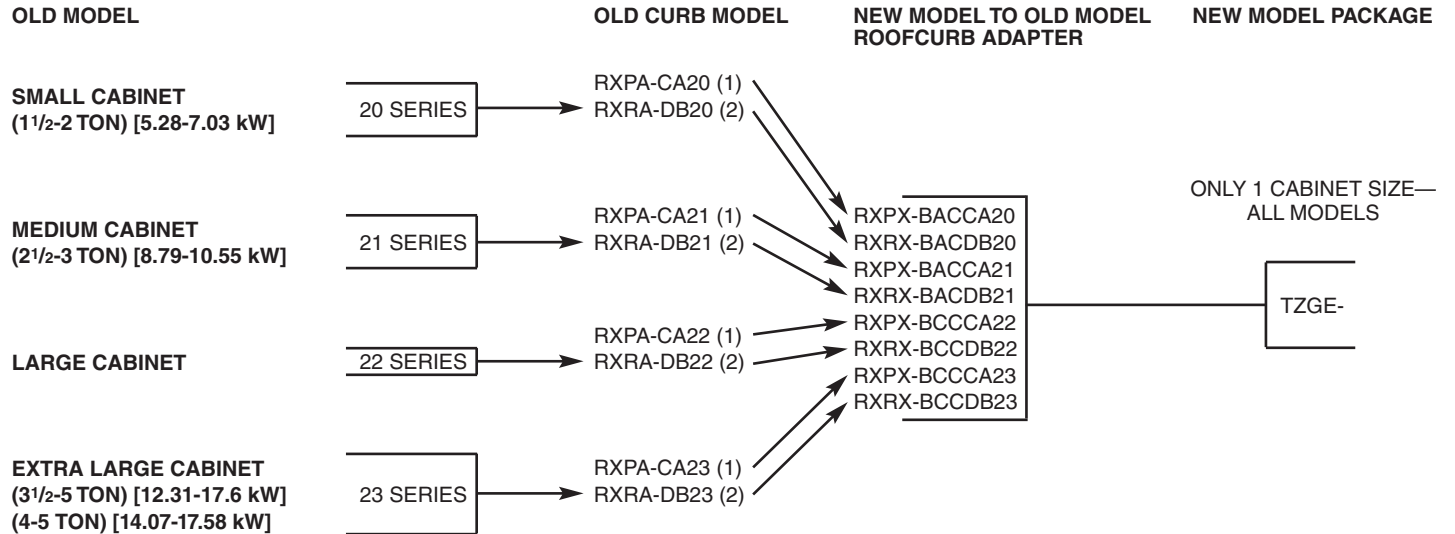 OLD MODEL
OLD CURB MODEL
NEW MODEL TO OLD MODEL
ROOFCURB ADAPTER
NEW MODEL PACKAGE
SMALL CABINET
(1 1/2-2 TON) [5.28-7.03 kW]
20 SERIES
RXPA-CA20 (1)
RXRA-DB20 (2)
MEDIUM CABINET
(2 1/2-3 TON) [8.79-10.55 kW]
21 SERIES
RXPA-CA21 (1)
RXRA-DB21 (2)
LARGE CABINET
22 SERIES
RXPA-CA22 (1)
RXRA-DB22 (2)
EXTRA LARGE CABINET
(3 1/2-5 TON) [12.31-17.6 kW]
(4-5 TON) [14.07-17.58 kW]
23 SERIES
RXPA-CA23 (1)
RXRA-DB23 (2)
RXPX-BACCA20
RXRX-BACDB20
RXPX-BACCA21
RXRX-BACDB21
RXPX-BCCCA22
RXRX-BCCDB22
RXPX-BCCCA23
RXRX-BCCDB23
ONLY 1 CABINET SIZE—
ALL MODELS
TZGE-